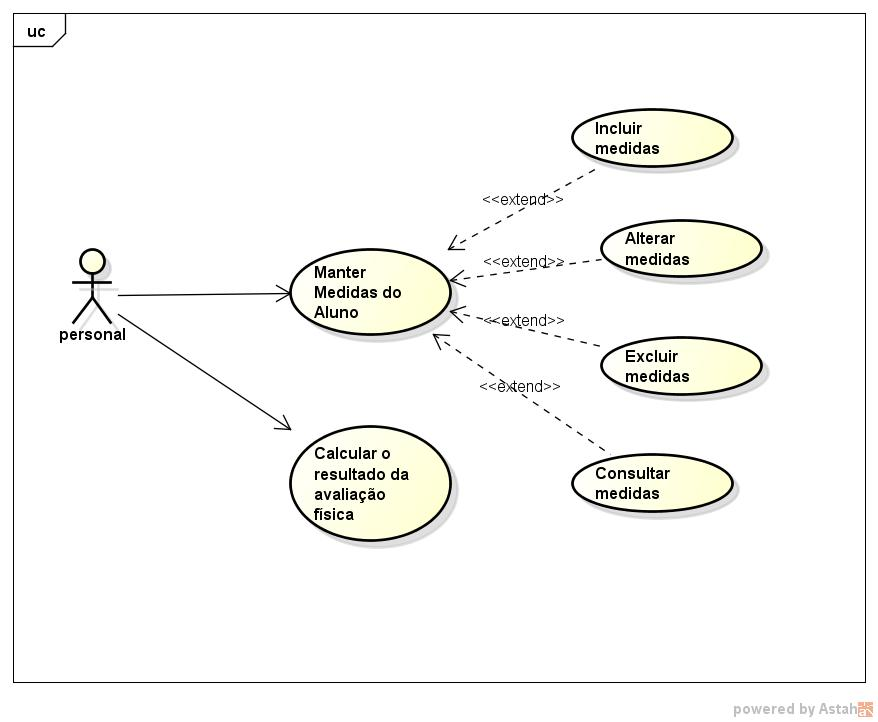 uc
Incluir
medidas
<<extend>>
Alterar
medidas
<<extend>>
Manter
Medidas do
Aluno
personal
<<extend>>
Excluir
medidas
<<extend>>
Calcular o
resultado da
avaliação
física
Consultar
medidas
powered by Astah